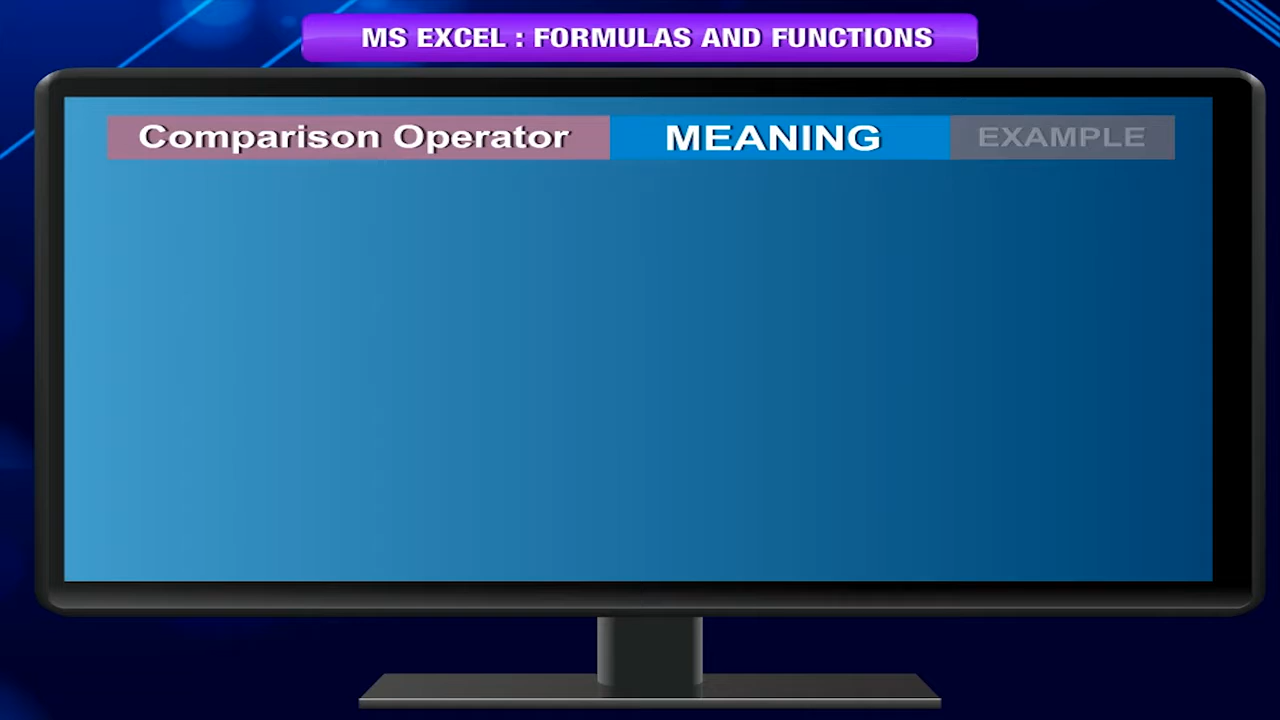 MS EXCEL : FORMULAS AND FUNCTIONS
Comparison Operator MEANING EXAMPLE